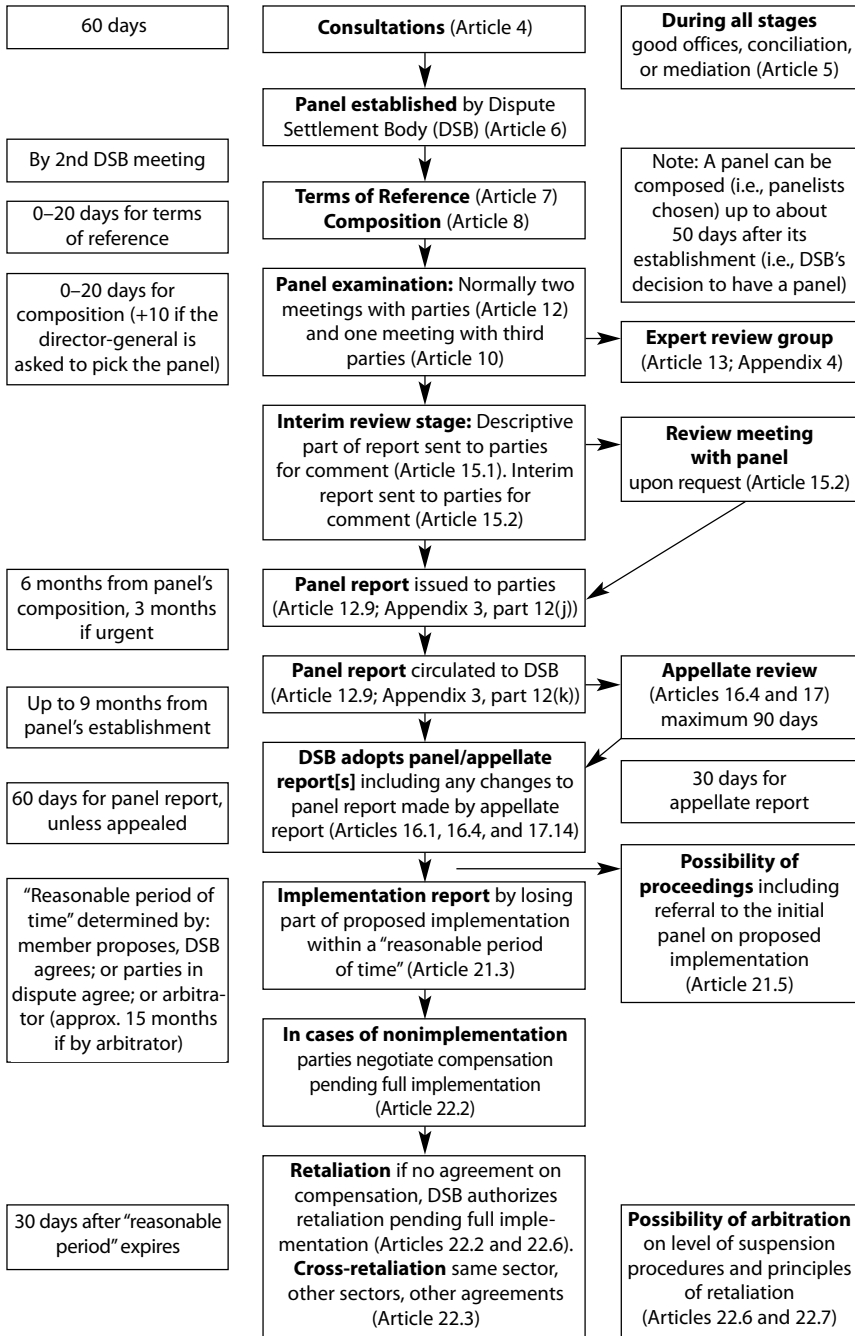 60 days
Consultations (Article 4)
During all stages
good offices, conciliation,
or mediation (Article 5)
Panel established by Dispute
Settlement Body (DSB) (Article 6)
By 2nd DSB meeting
Note: A panel can be
composed (i.e., panelists
chosen) up to about
50 days after its
establishment (i.e., DSB’s
decision to have a panel)
Terms of Reference (Article 7)
Composition (Article 8)
0–20 days for terms
of reference
Panel examination: Normally two
meetings with parties (Article 12)
and one meeting with third
parties (Article 10)
0–20 days for
composition (+10 if the
director-general is
asked to pick the panel)
Expert review group
(Article 13; Appendix 4)
Interim review stage: Descriptive
part of report sent to parties
for comment (Article 15.1). Interim
report sent to parties for
comment (Article 15.2)
Review meeting
with panel
upon request (Article 15.2)
6 months from panel’s
composition, 3 months
if urgent
Panel report issued to parties
(Article 12.9; Appendix 3, part 12(j))
Panel report circulated to DSB
(Article 12.9; Appendix 3, part 12(k))
Appellate review
(Articles 16.4 and 17)
maximum 90 days
Up to 9 months from
panel’s establishment
DSB adopts panel/appellate
report[s] including any changes to
panel report made by appellate
report (Articles 16.1, 16.4, and 17.14)
30 days for
appellate report
60 days for panel report,
unless appealed
Possibility of
proceedings including
referral to the initial
panel on proposed
implementation
(Article 21.5)
“Reasonable period of
time” determined by:
member proposes, DSB
agrees; or parties in
dispute agree; or arbitra-
tor (approx. 15 months
if by arbitrator)
Implementation report by losing
part of proposed implementation
within a “reasonable period
of time” (Article 21.3)
In cases of nonimplementation
parties negotiate compensation
pending full implementation
(Article 22.2)
Retaliation if no agreement on
compensation, DSB authorizes
retaliation pending full imple-
mentation (Articles 22.2 and 22.6).
Cross-retaliation same sector,
other sectors, other agreements
(Article 22.3)
30 days after “reasonable
period” expires
Possibility of arbitration
on level of suspension
procedures and principles
of retaliation
(Articles 22.6 and 22.7)